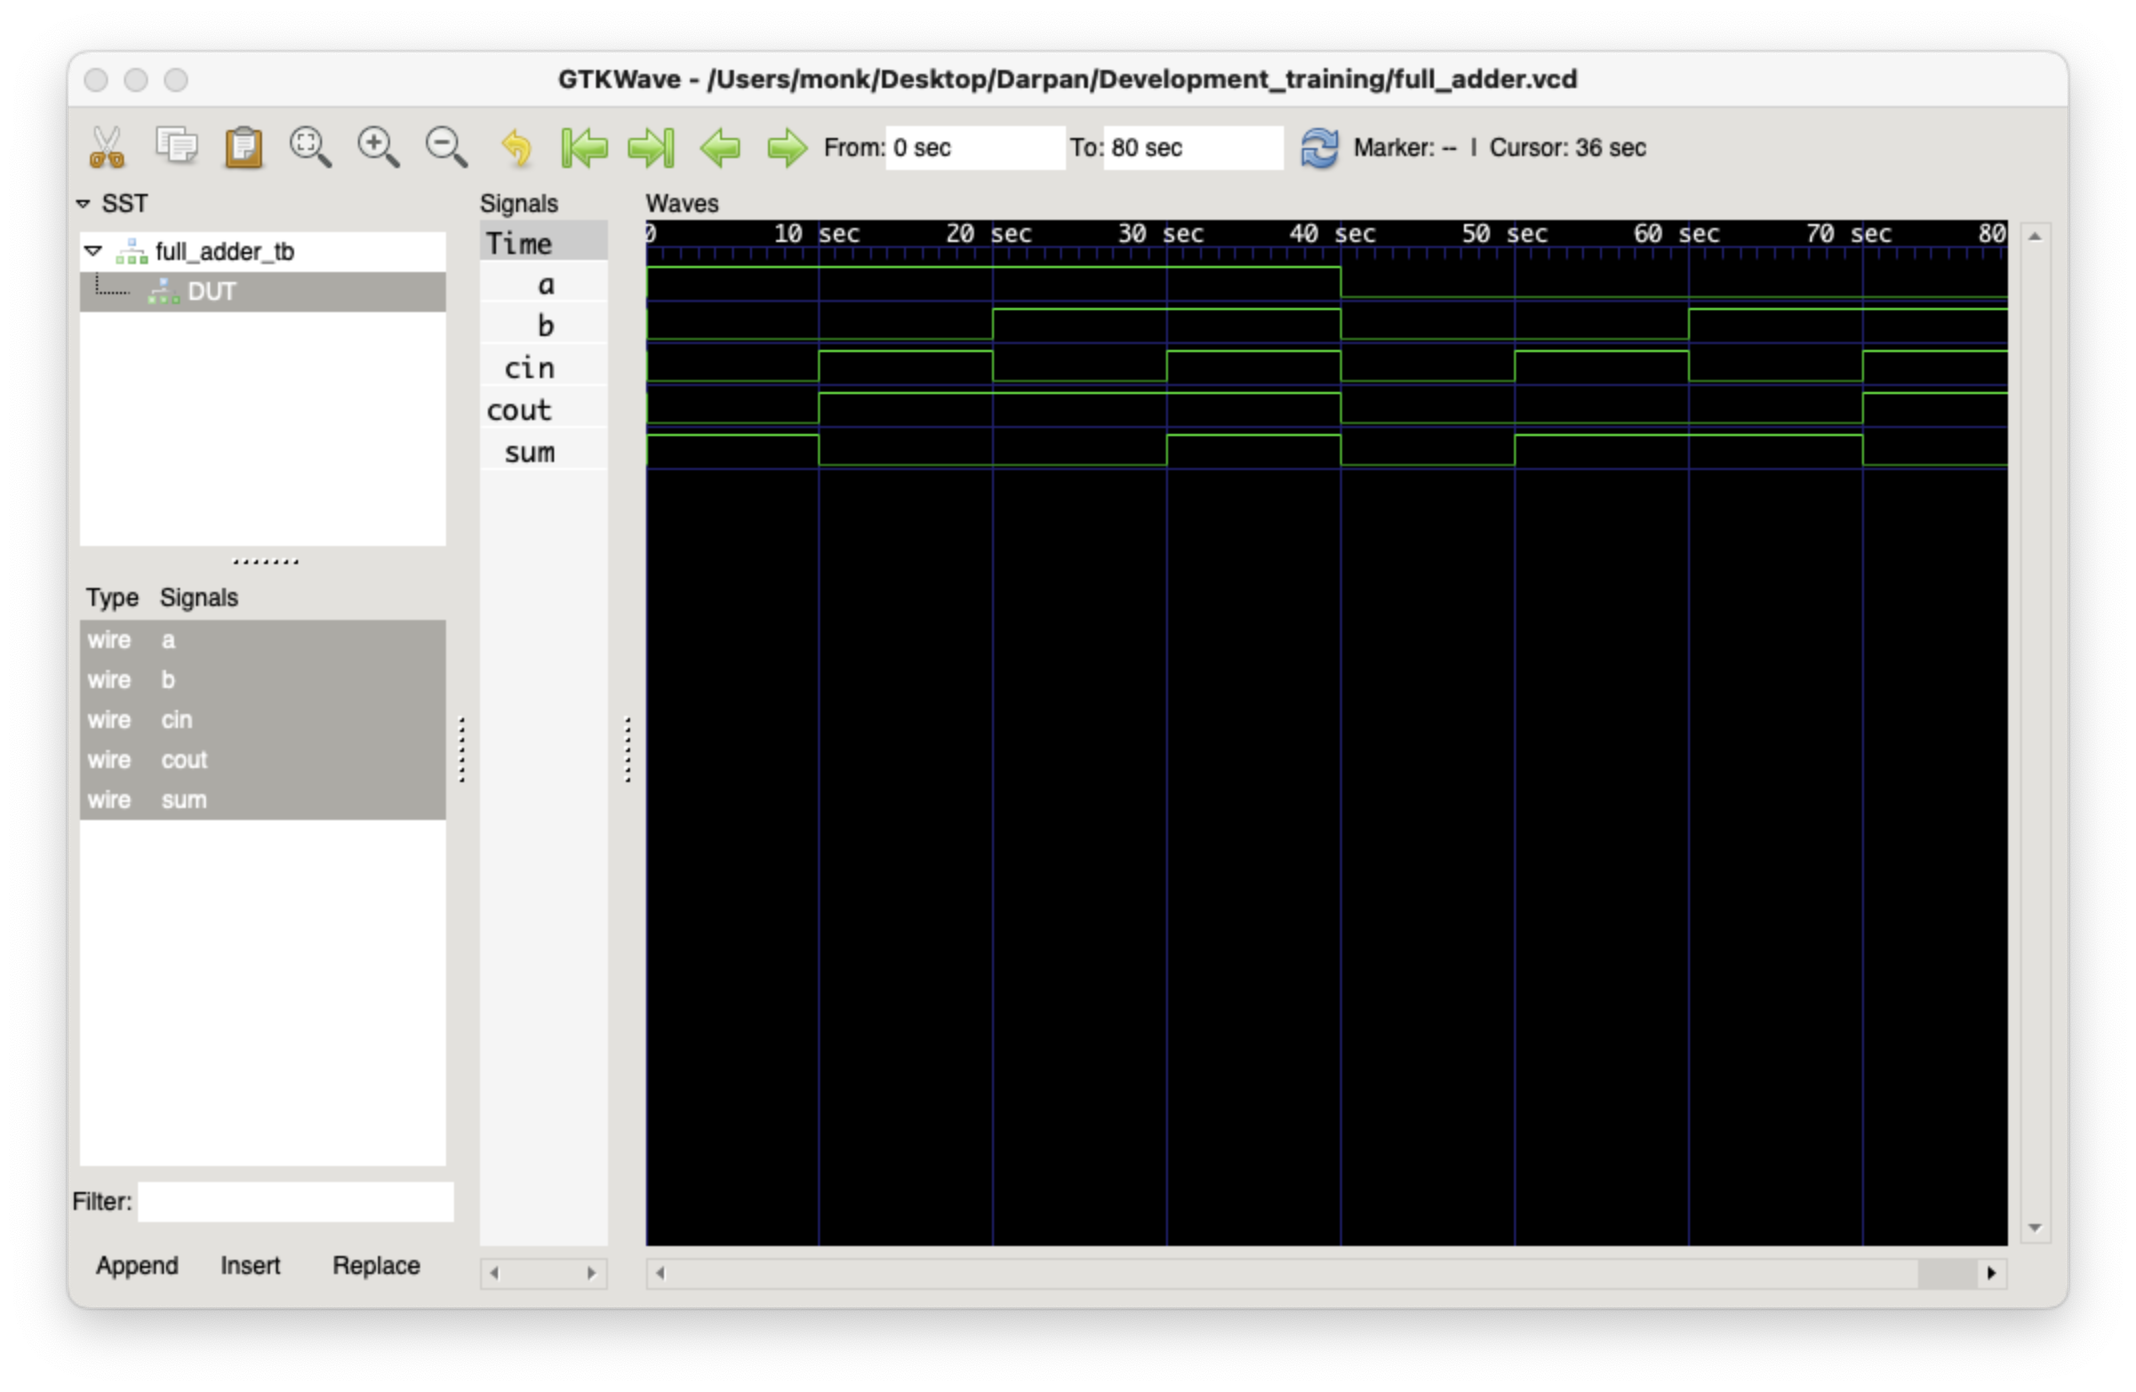 GTKWave - /Users/monk/Desktop/Darpan/Development_training/full_adder.vcd
From: 0 sec To: 80 sec Marker: -- | Cursor: 36 sec
SST
full_adder_tb
DUT
Type Signals
wire a
wire b
wire cin
wire cout
wire sum
Filter:
Append Insert Replace
Signals
Time
a
b
cin
cout
sum
Waves
0 10 sec 20 sec 30 sec 40 sec 50 sec 60 sec 70 sec 80